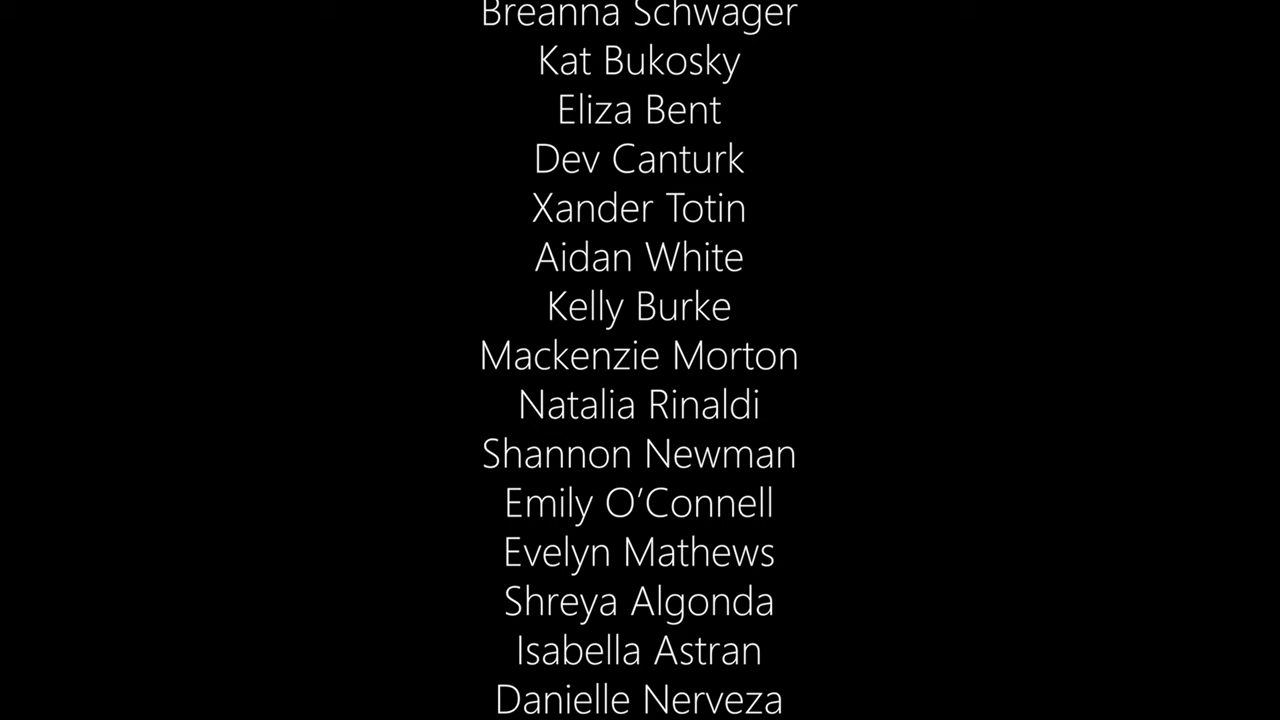 Breanna Schwager
Kat Bukosky
Eliza Bent
Dev Canturk
Xander Totin
Aidan White
Kelly Burke
Mackenzie Morton
Natalia Rinaldi
Shannon Newman
Emily O’Connell
Evelyn Mathews
Shreya Algonda
Isabella Astran
Danielle Nerveza